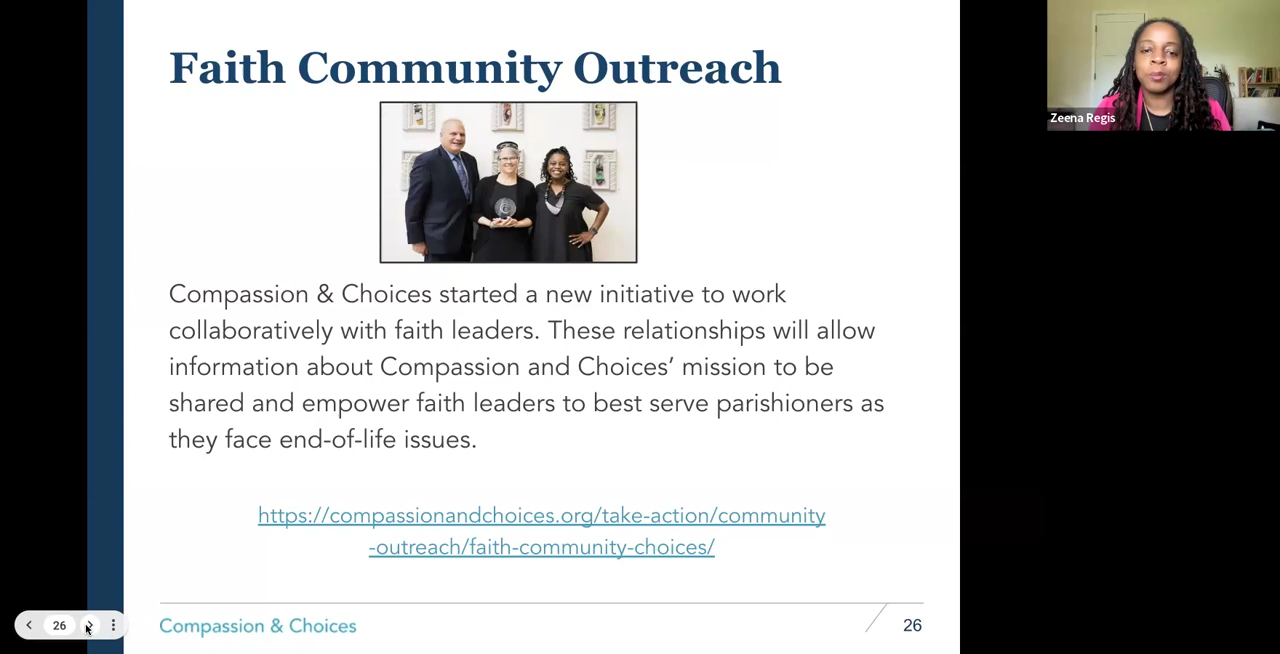 Faith Community Outreach
Zeena Regis
Compassion & Choices started a new initiative to work
collaboratively with faith leaders. These relationships will allow
information about Compassion and Choices’ mission to be
shared and empower faith leaders to best serve parishioners as
they face end-of-life issues.
https://compassionandchoices.org/take-action/community
-outreach/faith-community-choices/
26
Compassion & Choices
26